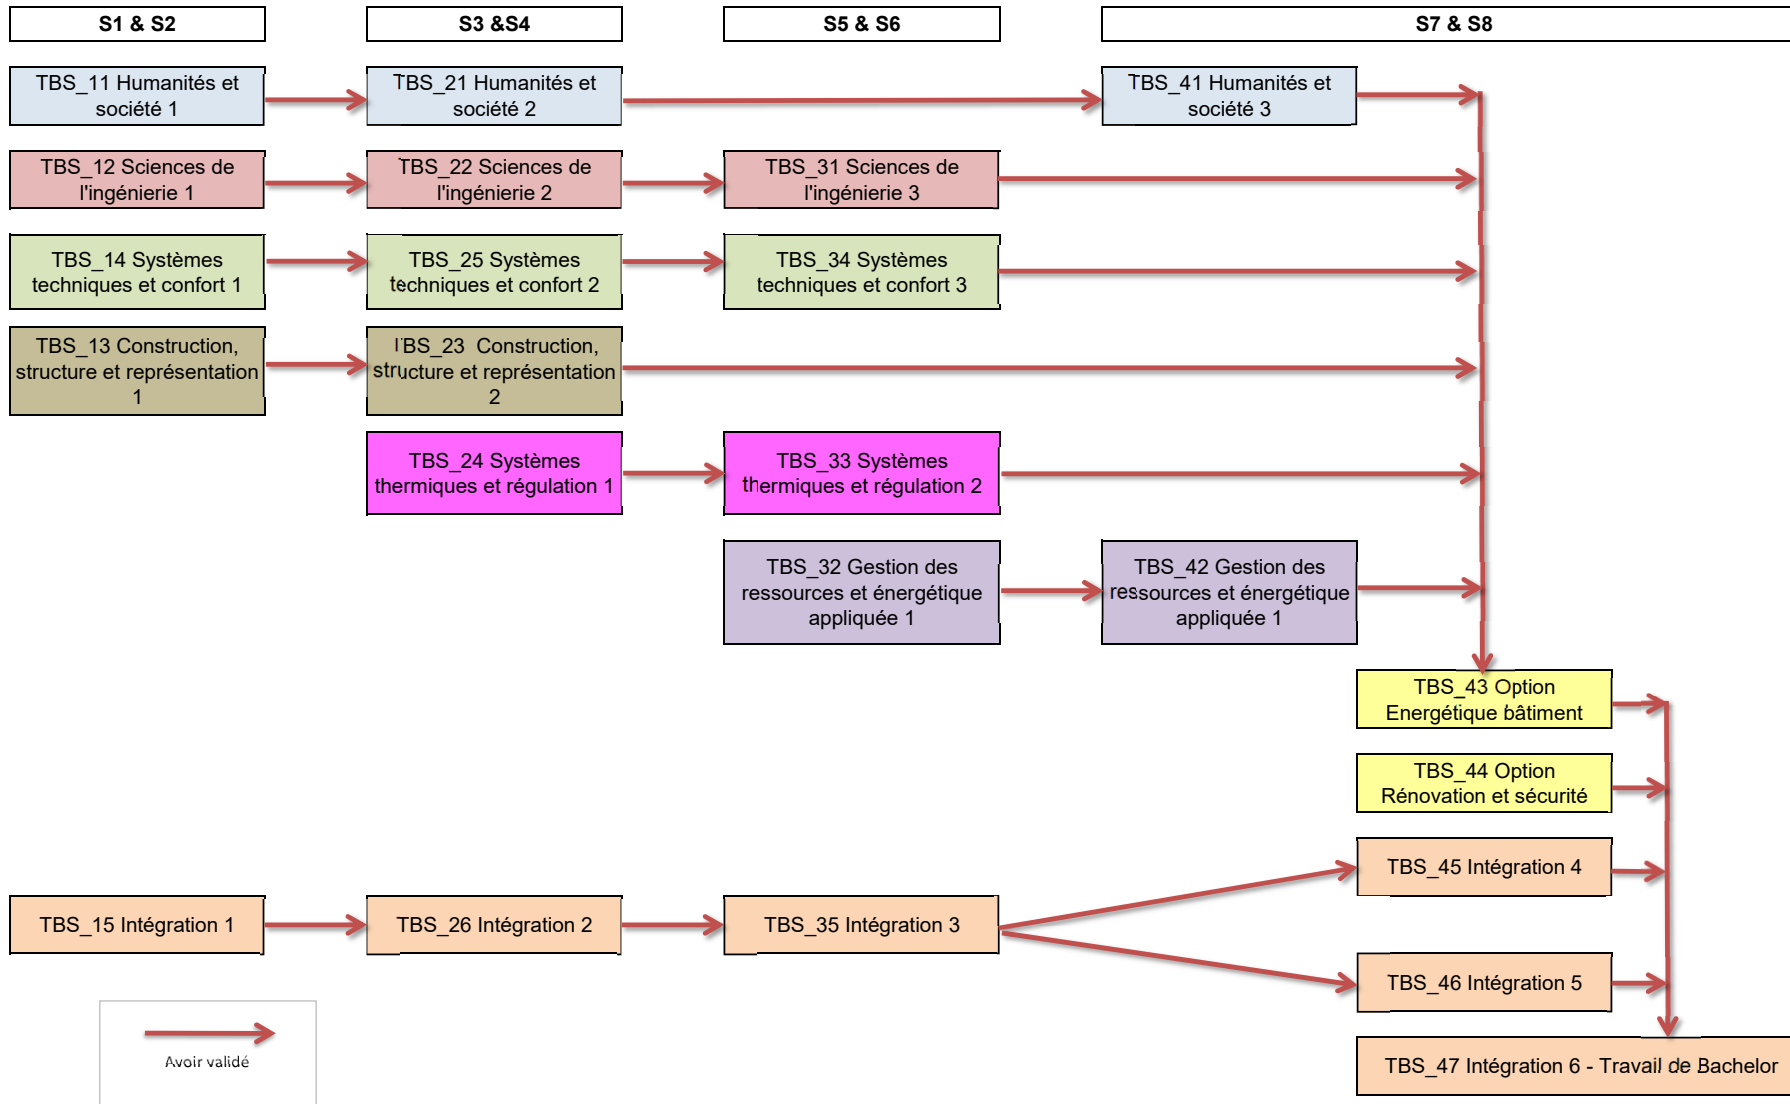 S1 & S2
S3 &S4
S5 & S6
S7 & S8
TBS_11 Humanités et
société 1
TBS_21 Humanités et
société 2
TBS_41 Humanités et
société 3
TBS_12 Sciences de
l'ingénierie 1
TBS_22 Sciences de
l'ingénierie 2
TBS_31 Sciences de
l'ingénierie 3
TBS_14 Systèmes
techniques et confort 1
TBS_25 Systèmes
techniques et confort 2
TBS_34 Systèmes
techniques et confort 3
TBS_13 Construction,
structure et représentation
1
TBS_23  Construction,
structure et représentation
2
TBS_24 Systèmes
thermiques et régulation 1
TBS_33 Systèmes
thermiques et régulation 2
TBS_32 Gestion des
ressources et énergétique
appliquée 1
TBS_42 Gestion des
ressources et énergétique
appliquée 1
TBS_43 Option
Energétique bâtiment
TBS_44 Option
Rénovation et sécurité
TBS_45 Intégration 4
TBS_15 Intégration 1
TBS_26 Intégration 2
TBS_35 Intégration 3
TBS_46 Intégration 5
TBS_47 Intégration 6 - Travail de Bachelor
Avoir validé